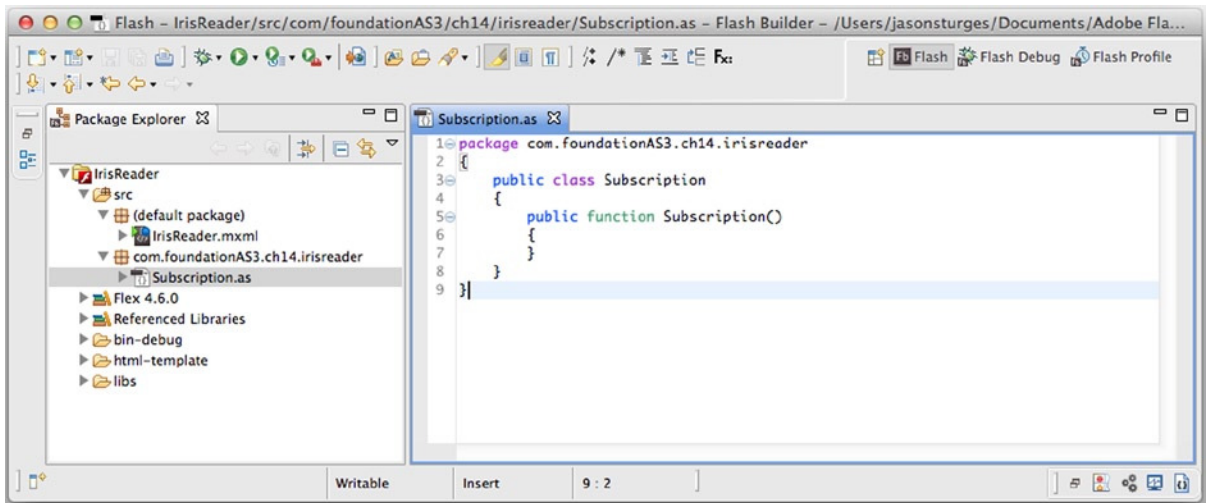 Flash – IrisReader/src/com/foundationAS3/ch14/irisreader/Subscription.as – Flash Builder – /Users/jasonsturges/Documents/Adobe Fla...
Fx:
Fb Flash Flash Debug Flash Profile
Package Explorer
Subscription.as
IrisReader
src
(default package)
IrisReader.mxml
com.foundationAS3.ch14.irisreader
Subscription.as
Flex 4.6.0
Referenced Libraries
bin-debug
html-template
libs
1 package com.foundationAS3.ch14.irisreader
2 {
3 public class Subscription
4 {
5 public function Subscription()
6 {
7 }
8 }
9 }
Writable Insert 9 : 2